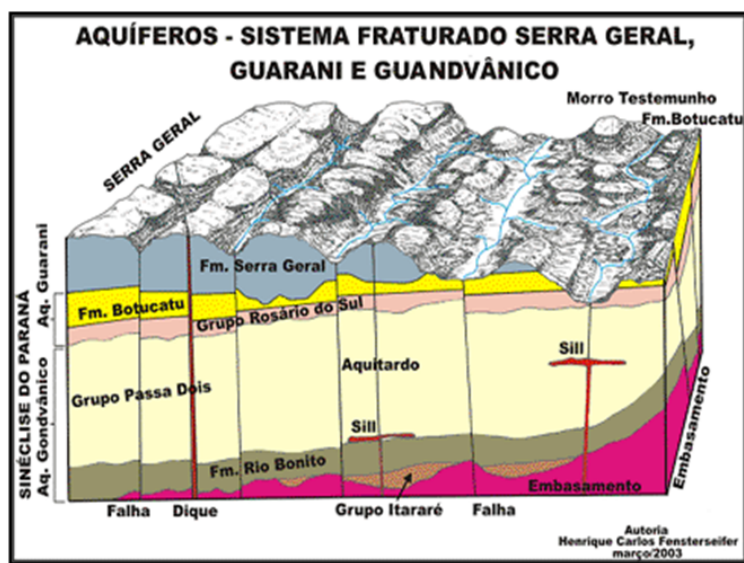 AQUÍFEROS - SISTEMA FRATURADO SERRA GERAL,
GUARANI E GUANDVÂNICO
Morro Testemunho
Fm.Botucatu
SERRA GERAL
Fm. Serra Geral
Aq. Guarani
Fm. Botucatu
Grupo Rosário do Sul
SINÉCLISE DO PARANÁ
Aq. Gondvânico
Grupo Passa Dois
Aquitardo
Sill
Sill
Fm. Rio Bonito
Embasamento
Embasamento
Falha
Dique
Grupo Itararé
Falha
Autoria
Henrique Carlos Fensterseifer
março/2003